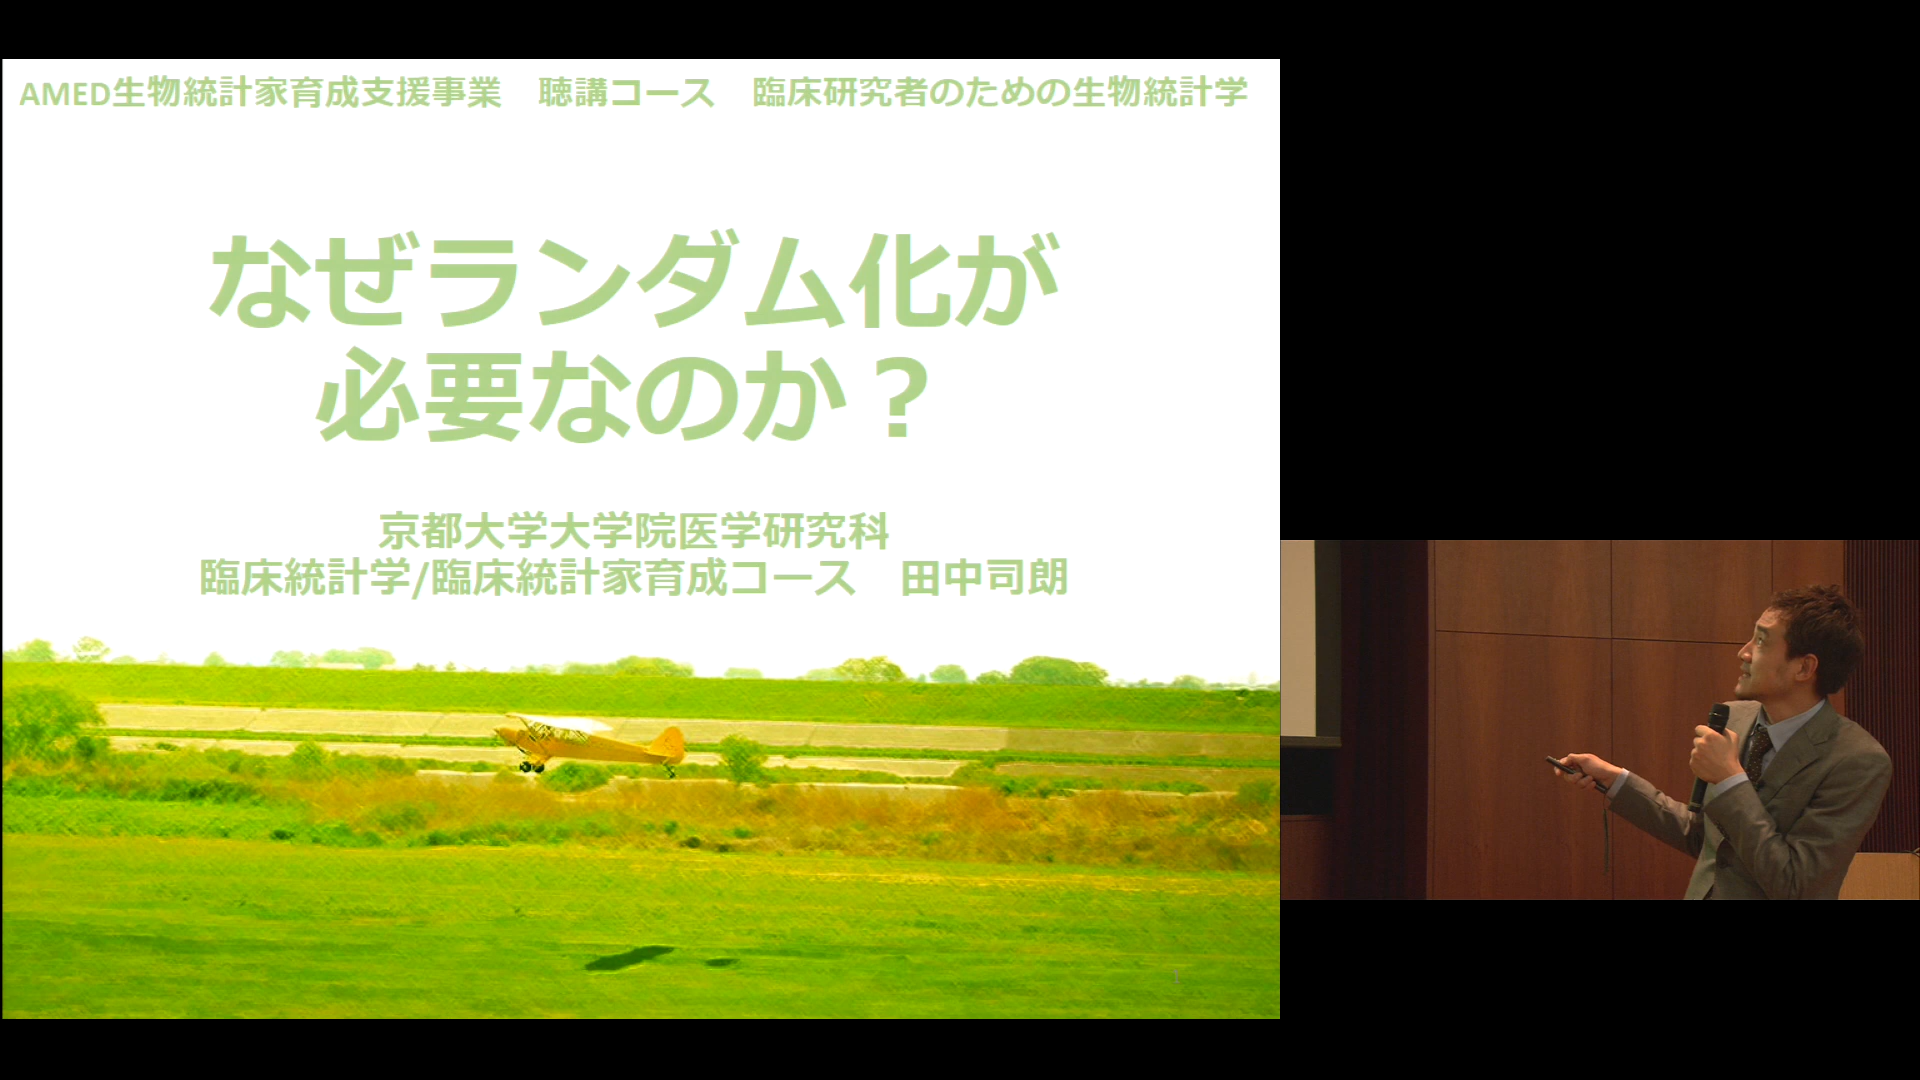 AMED生物統計家育成支援事業　聴講コース　臨床研究者のための生物統計学
なぜランダム化が
必要なのか？
京都大学大学院医学研究科
臨床統計学/臨床統計家育成コース　田中司朗
1